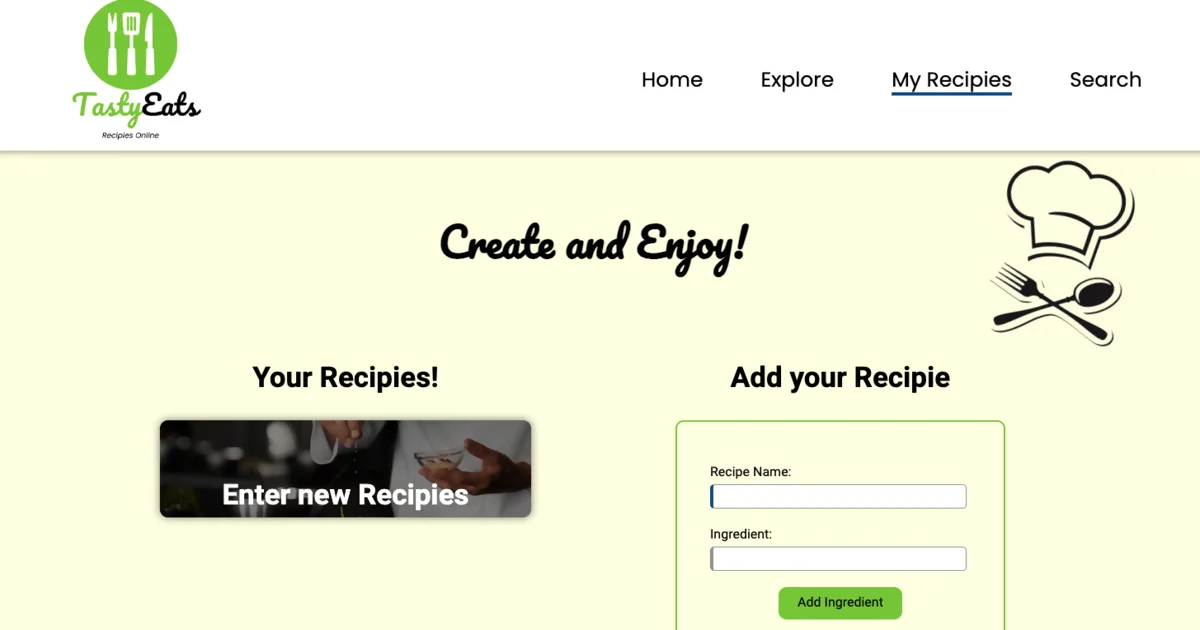 TastyEats
Recipies Online
Home
Explore
My Recipies
Search
Create and Enjoy!
Your Recipies!
Enter new Recipies
Add your Recipie
Recipe Name:
Ingredient:
Add Ingredient